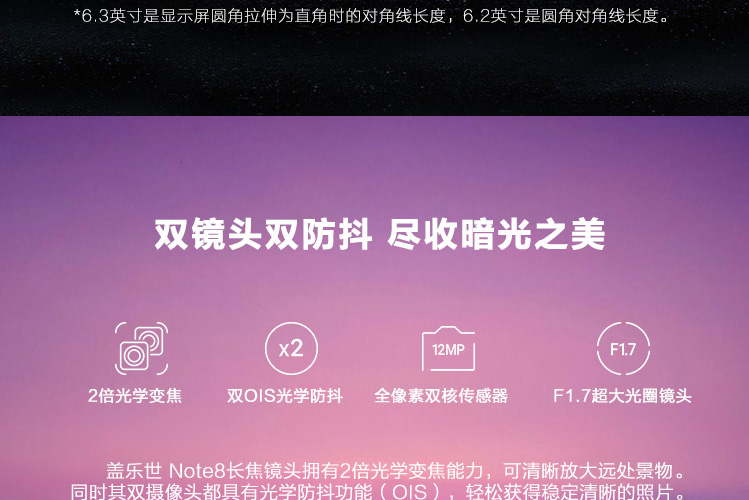 *6.3英寸是显示屏圆角拉伸为直角时的对角线长度，6.2英寸是圆角对角线长度。
双镜头双防抖 尽收暗光之美
x2 12MP F1.7
2倍光学变焦 双OIS光学防抖 全像素双核传感器 F1.7超大光圈镜头
盖乐世 Note8长焦镜头拥有2倍光学变焦能力，可清晰放大远处景物。
同时其双摄像头都具有光学防抖功能（OIS），轻松获得稳定清晰的照片。